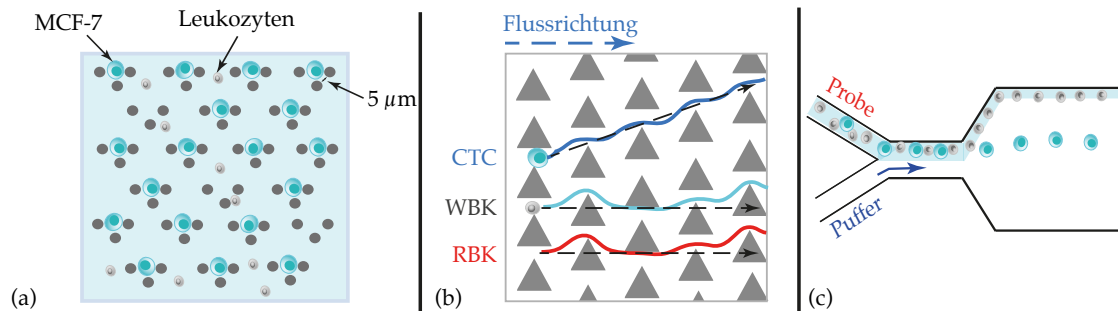 MCF-7
Leukozyten
5 µm
(a)
Flussrichtung
CTC
WBK
RBK
(b)
Probe
Puffer
(c)